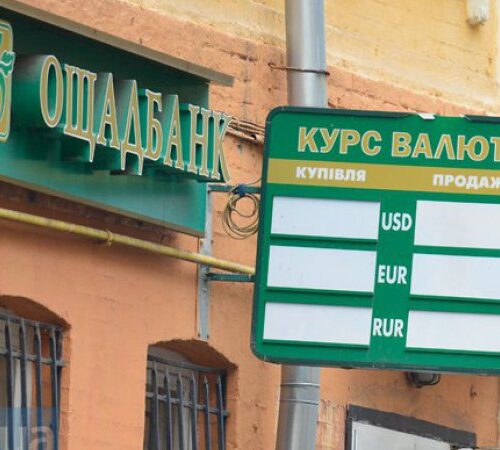 ОЩАДБАНК
КУРС ВАЛЮТ
КУПІВЛЯ ПРОДАЖ
USD
EUR
RUR